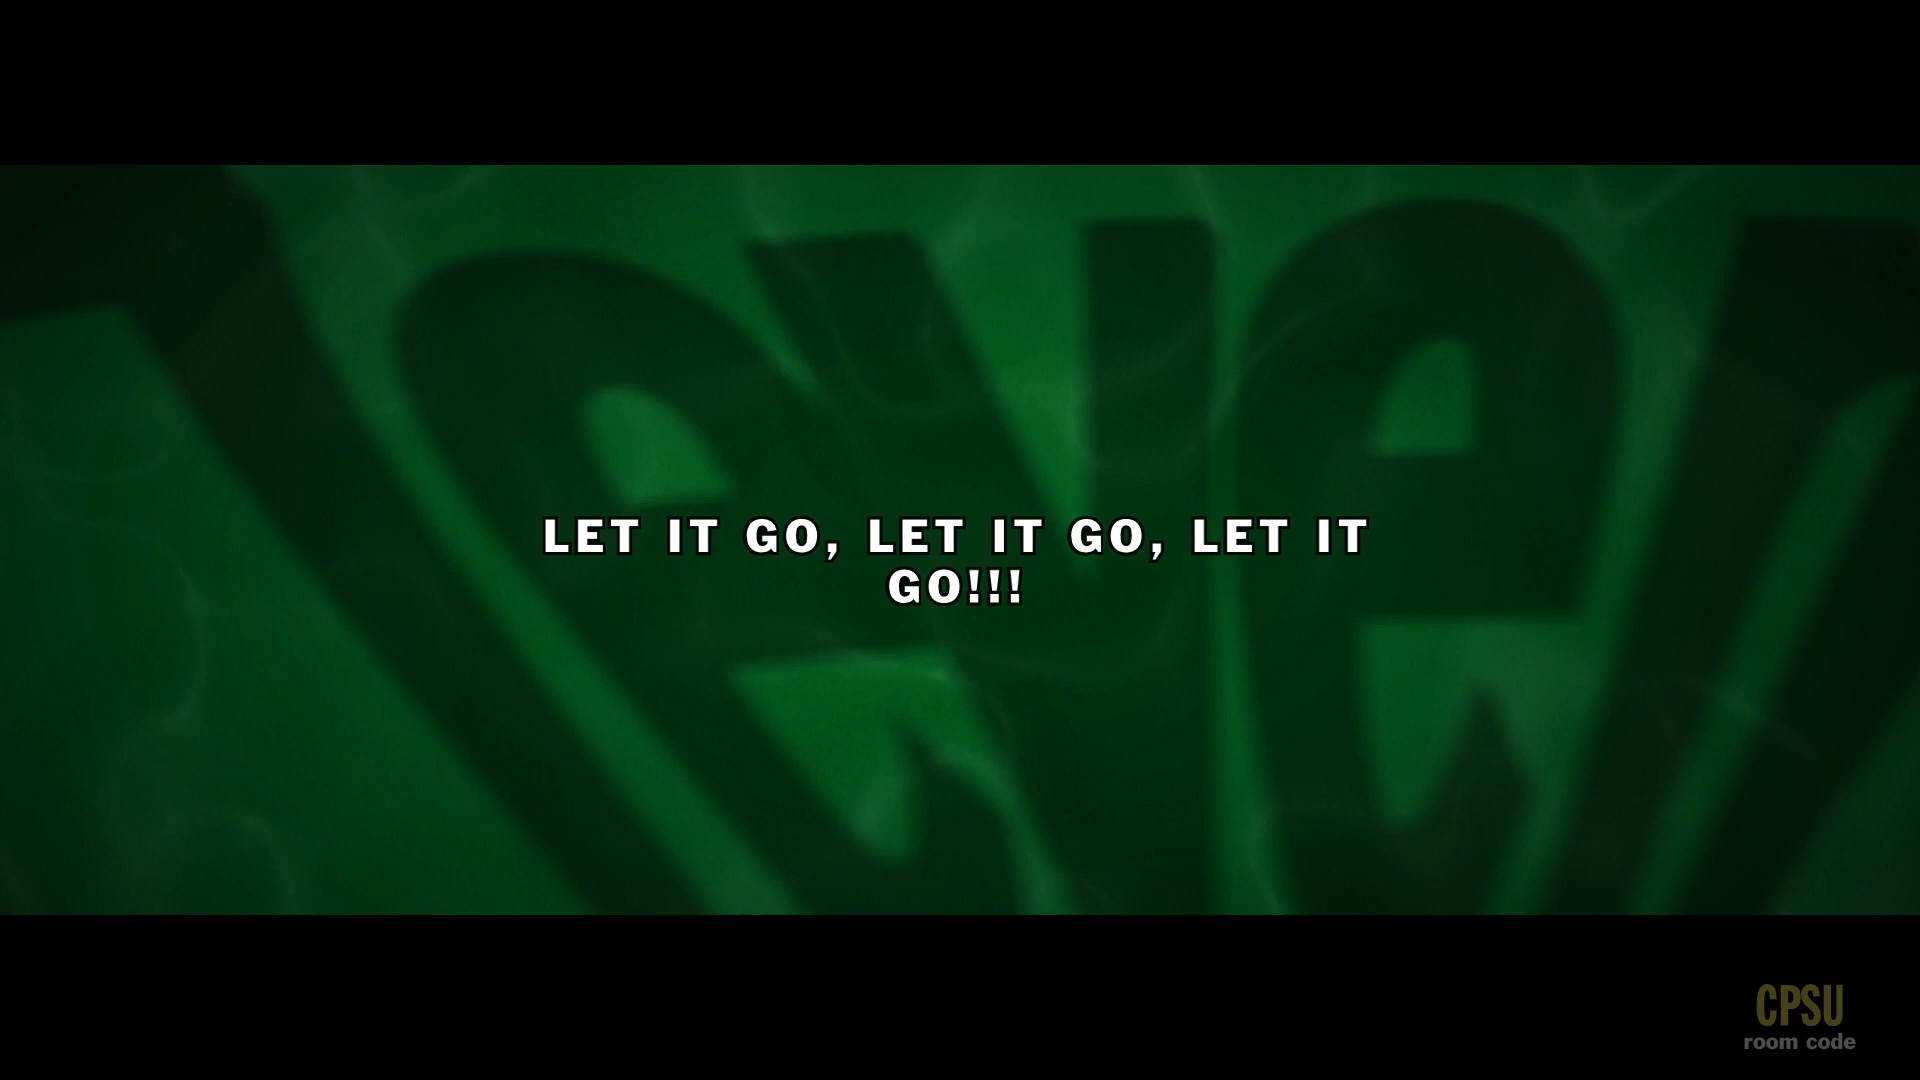 LET IT GO, LET IT GO, LET IT
GO!!!
CPSU
room code